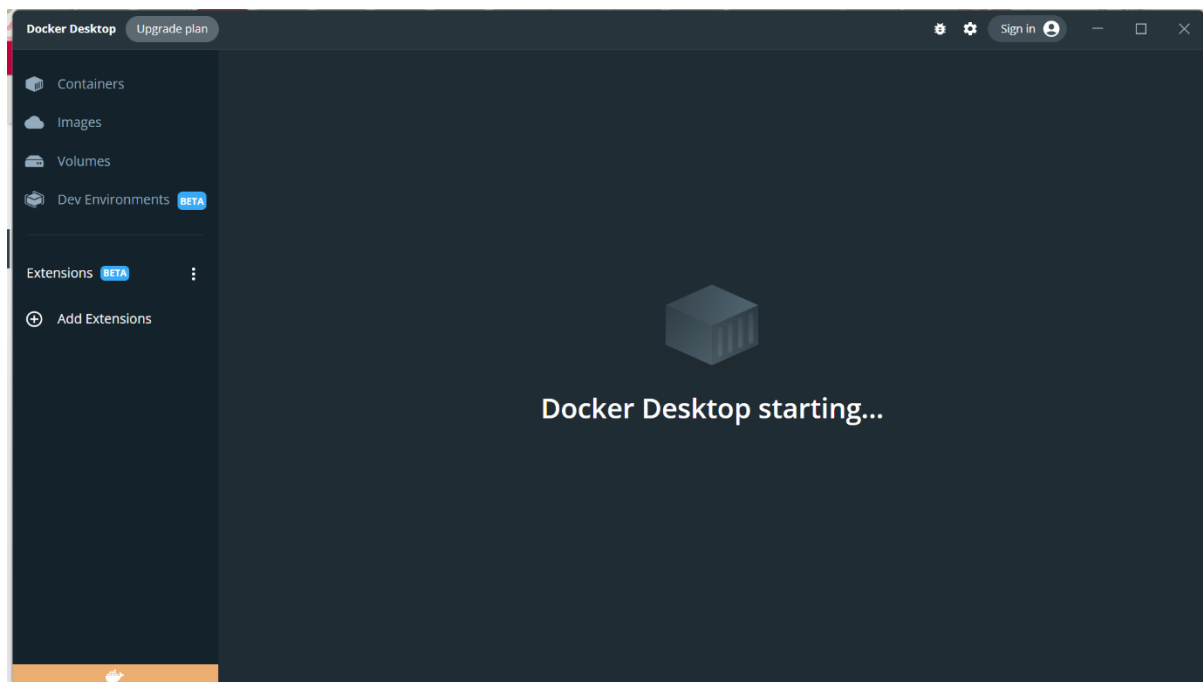 Docker Desktop Upgrade plan Sign in
Containers
Images
Volumes
Dev Environments BETA
Extensions BETA
Add Extensions
Docker Desktop starting...